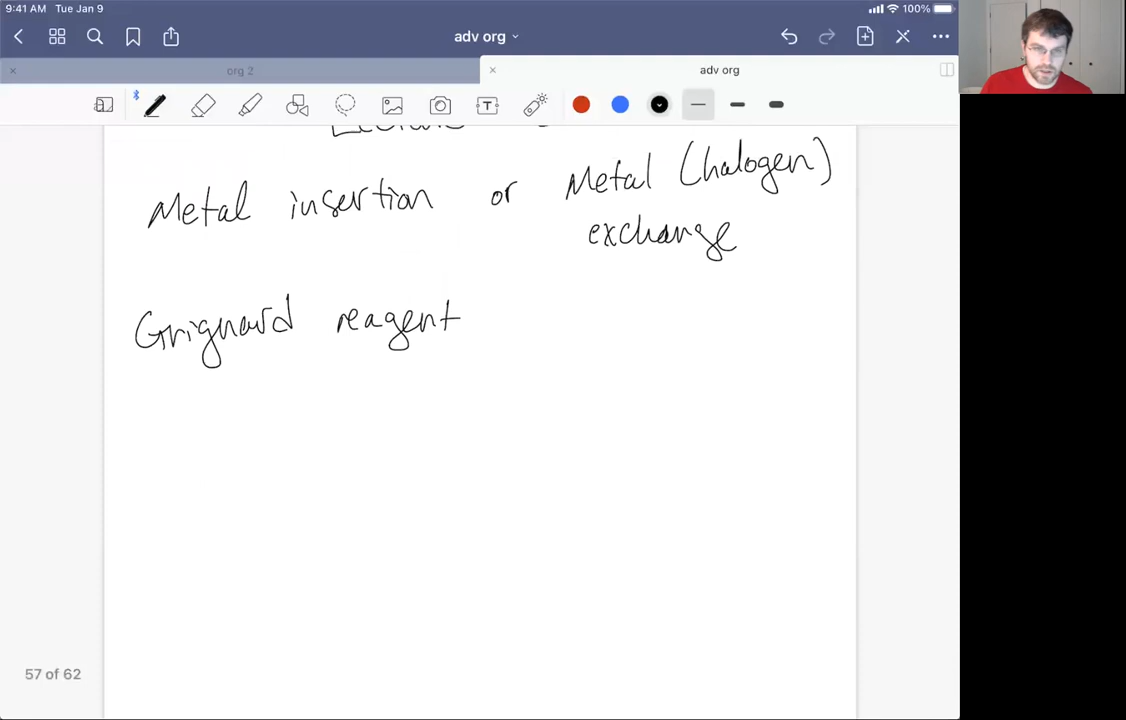 9:41 AM Tue Jan 9
100%
adv org
org 2
adv org
Metal insertion or Metal (halogen)
exchange
Grignard reagent
57 of 62